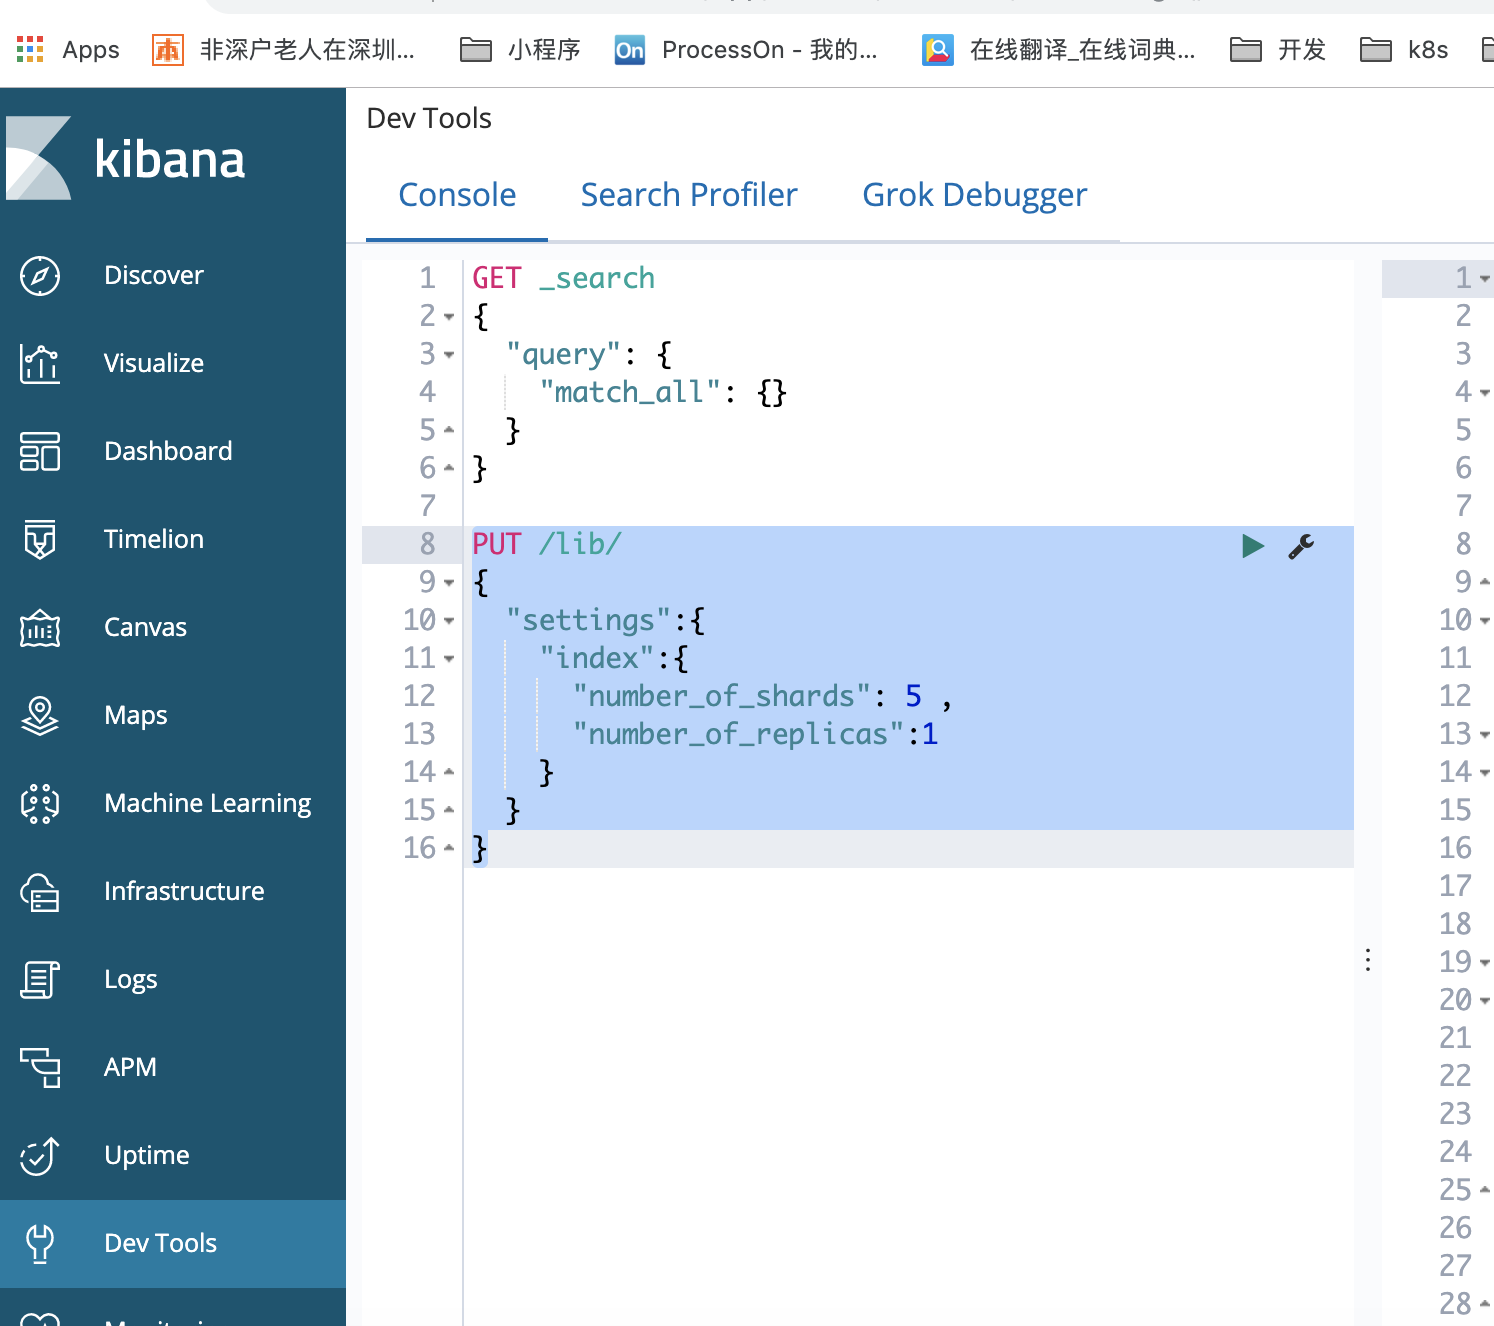 Apps 非深户老人在深圳... 小程序 ProcessOn - 我的... 在线翻译_在线词典... 开发 k8s
kibana
Discover
Visualize
Dashboard
Timelion
Canvas
Maps
Machine Learning
Infrastructure
Logs
APM
Uptime
Dev Tools
Dev Tools
Console Search Profiler Grok Debugger
1 GET _search
2 {
3 "query": {
4 "match_all": {}
5 }
6 }
7
8 PUT /lib/
9 {
10 "settings":{
11 "index":{
12 "number_of_shards": 5 ,
13 "number_of_replicas":1
14 }
15 }
16 }
1
2
3
4
5
6
7
8
9
10
11
12
13
14
15
16
17
18
19
20
21
22
23
24
25
26
27
28